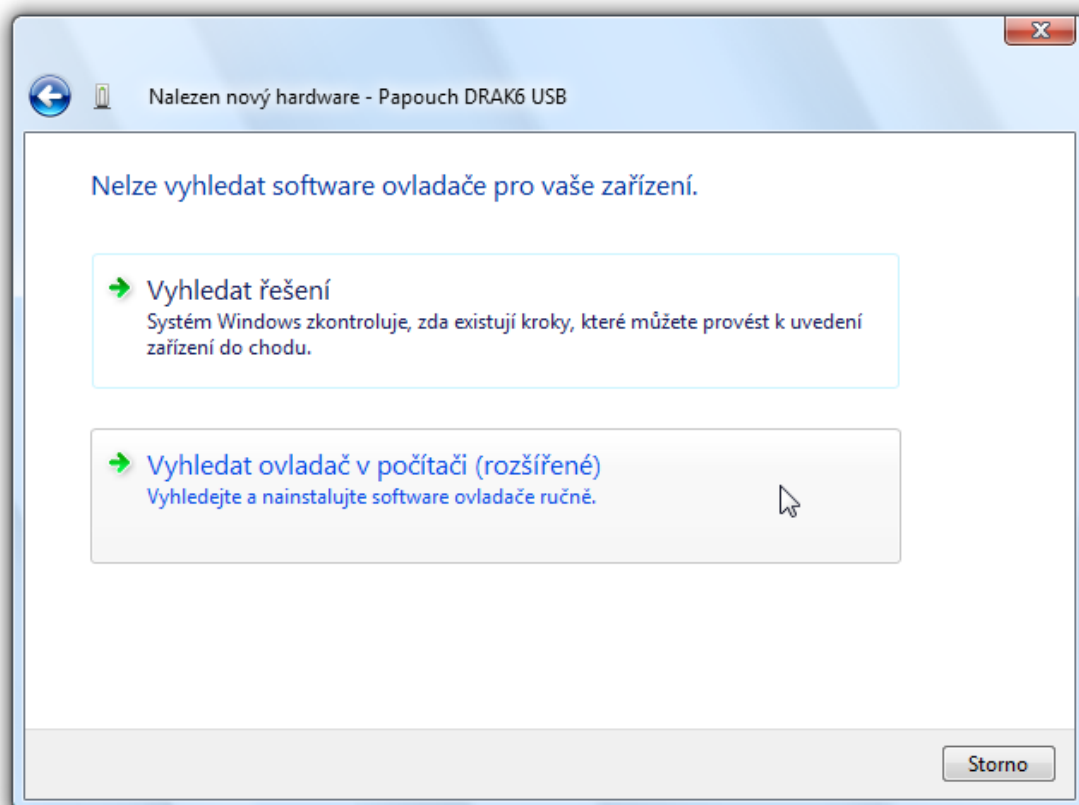 Nalezen nový hardware - Papouch DRAK6 USB
Nelze vyhledat software ovladače pro vaše zařízení.
Vyhledat řešení
Systém Windows zkontroluje, zda existují kroky, které můžete provést k uvedení
zařízení do chodu.
Vyhledat ovladač v počítači (rozšířené)
Vyhledejte a nainstalujte software ovladače ručně.
Storno